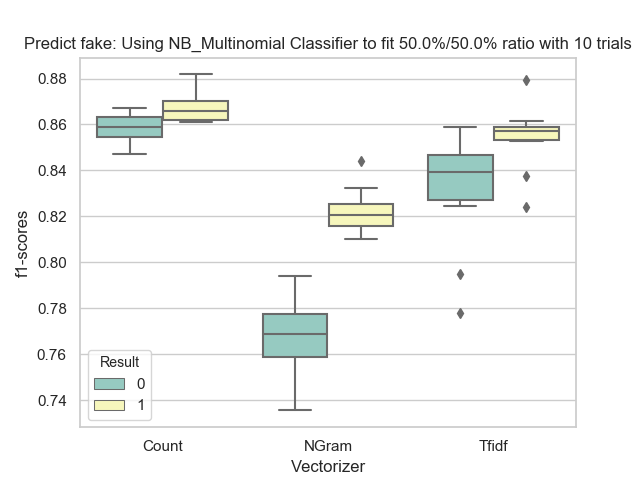 Predict fake: Using NB_Multinomial Classifier to fit 50.0%/50.0% ratio with 10 trials
0.88
0.86
0.84
0.82
0.80
0.78
0.76
0.74
f1-scores
Result
0
1
Count
NGram
Tfidf
Vectorizer